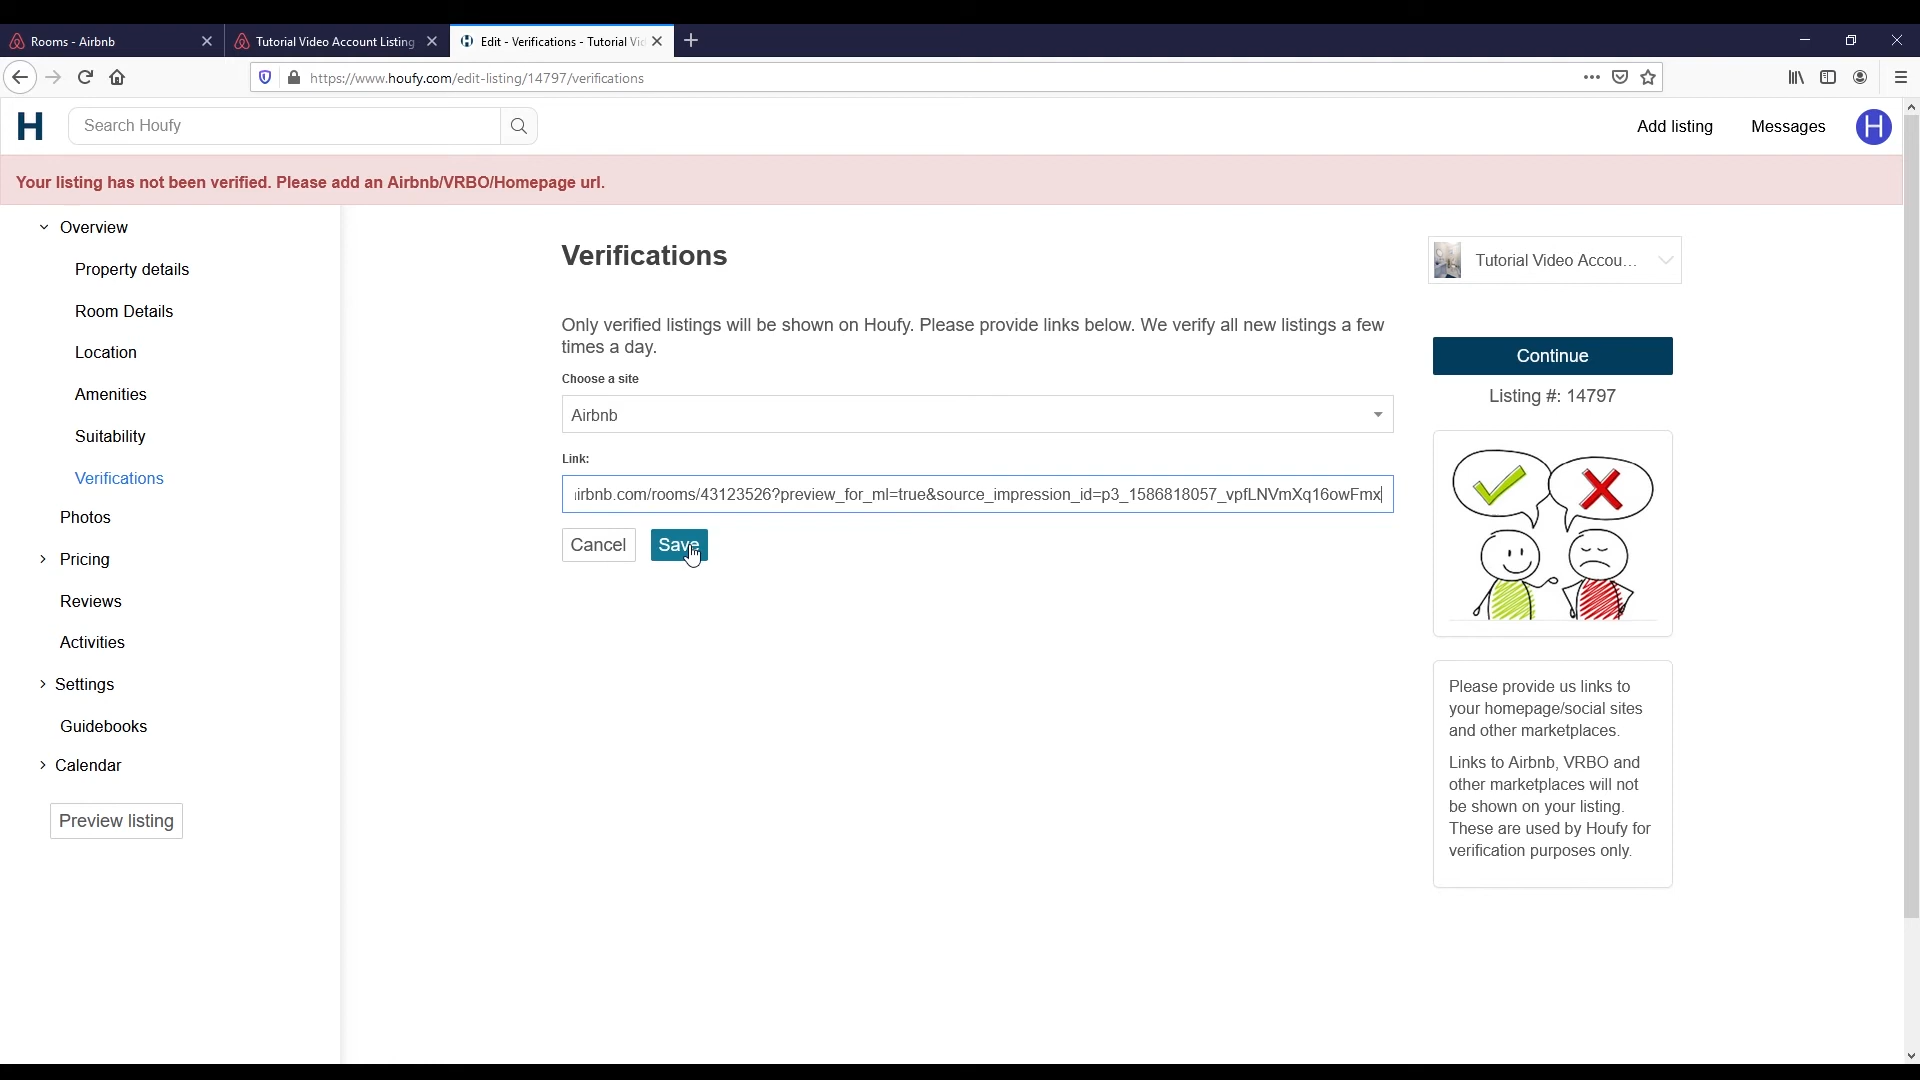 Rooms - Airbnb
Tutorial Video Account Listing
Edit - Verifications - Tutorial Vid
https://www.houfy.com/edit-listing/14797/verifications
H
Search Houfy
Add listing
Messages
H
Your listing has not been verified. Please add an Airbnb/VRBO/Homepage url.
Overview
Property details
Room Details
Location
Amenities
Suitability
Verifications
Photos
Pricing
Reviews
Activities
Settings
Guidebooks
Calendar
Preview listing
Verifications
Only verified listings will be shown on Houfy. Please provide links below. We verify all new listings a few
times a day.
Choose a site
Airbnb
Link:
irbnb.com/rooms/43123526?preview_for_ml=true&source_impression_id=p3_1586818057_vpfLNVmXq16owFmx
Cancel
Save
Tutorial Video Accou...
Continue
Listing #: 14797
Please provide us links to
your homepage/social sites
and other marketplaces.
Links to Airbnb, VRBO and
other marketplaces will not
be shown on your listing.
These are used by Houfy for
verification purposes only.